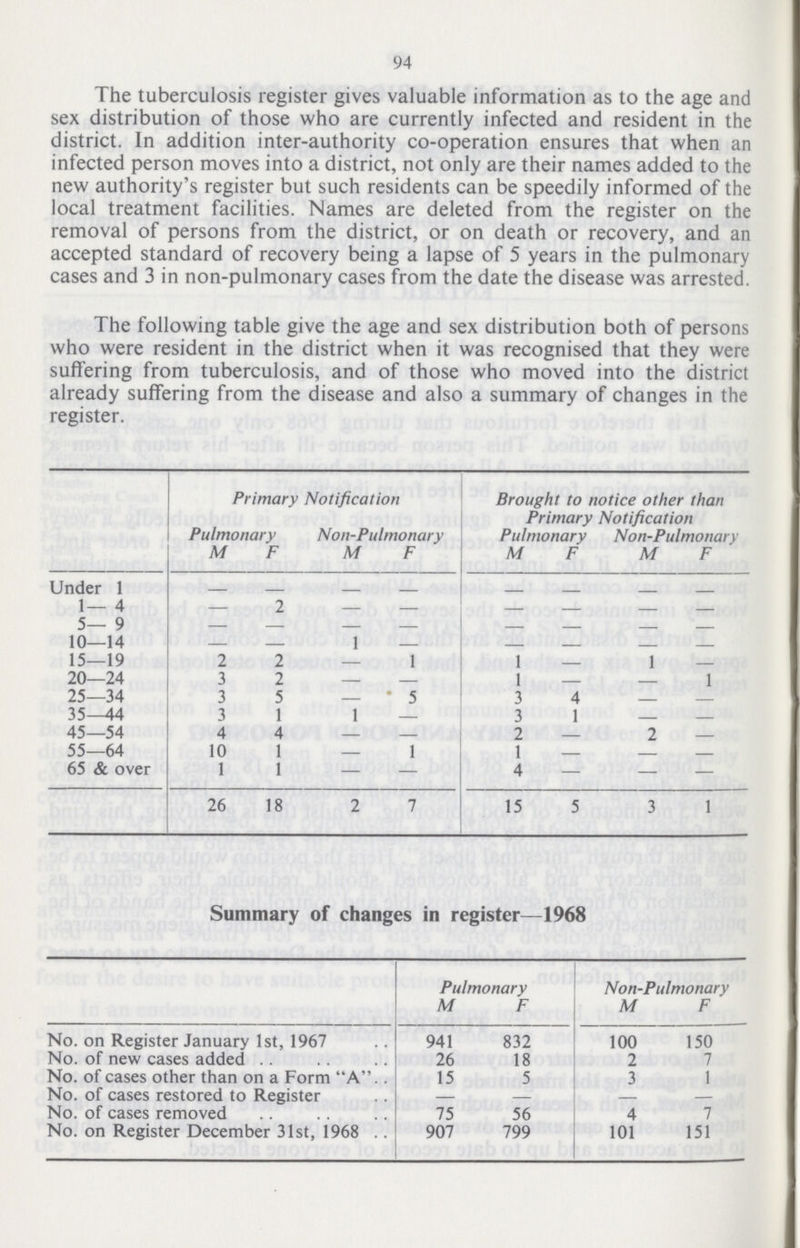 94
The tuberculosis register gives valuable information as to the age and
sex distribution of those who are currently infected and resident in the
district. In addition inter-authority co-operation ensures that when an
infected person moves into a district, not only are their names added to the
new authority's register but such residents can be speedily informed of the
local treatment facilities. Names are deleted from the register on the
removal of persons from the district, or on death or recovery, and an
accepted standard of recovery being a lapse of 5 years in the pulmonary
cases and 3 in non-pulmonary cases from the date the disease was arrested.
The following table give the age and sex distribution both of persons
who were resident in the district when it was recognised that they were
suffering from tuberculosis, and of those who moved into the district
already suffering from the disease and also a summary of changes in the
register.
Primary Notification Brought to notice other than
Primary Notification
Pulmonary Non-Pulmonary Pulmonary Non-Pulmonary
M F M F M F M F
Under 1 — — — — — — — —
1— 4 — 2 — — — — — —
5— 9 — — — — — — — —
10—14 — — 1 — — — — —
15—19 2 2 — 1 1 — 1 —
20—24 3 2 — — 1 — — 1
25—34 3 5 — 5 3 4
35—44 3 1 1 — 3 1 — —
45—54 4 4 — — 2 — 2 —
55—64 10 1 — 1 1 — — —
65 & over 1 1 — — 4 — — —
26 18 2 7 15 5 3 1
Summary of changes in register—1968
Pulmonary Non-Pulmonary
M F M F
No. on Register January 1st, 1967 .. 941 832 100 150
No. of new cases added .. .. .. 26 18 2 7
No. of cases other than on a Form "A".. 15 5 3 1
No. of cases restored to Register .. — — — —
No. of cases removed .. .. .. 75 56 4 7
No. on Register December 31st, 1968 .. 907 799 101 151